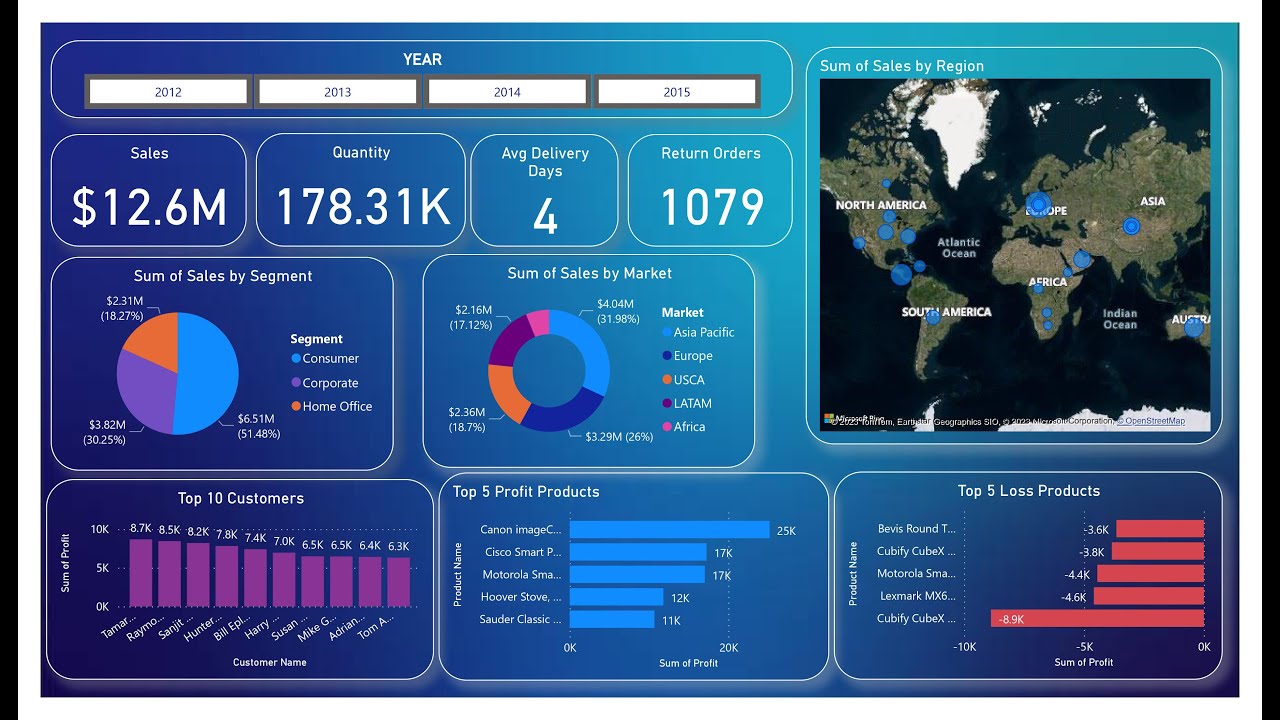 YEAR
2012
2013
2014
2015
Sum of Sales by Region
NORTH AMERICA
EUROPE
ASIA
Atlantic
Ocean
AFRICA
SOUTH AMERICA
Indian
Ocean
AUSTRA
Microsoft Bing
© 2023 TomTom, Earthstar Geographics SIO, © 2023 Microsoft Corporation, © OpenStreetMap
Sales
$12.6M
Quantity
178.31K
Avg Delivery
Days
4
Return Orders
1079
Sum of Sales by Segment
$2.31M
(18.27%)
$3.82M
(30.25%)
$6.51M
(51.48%)
Segment
Consumer
Corporate
Home Office
Sum of Sales by Market
$2.16M
(17.12%)
$4.04M
(31.98%)
$2.36M
(18.7%)
$3.29M (26%)
Market
Asia Pacific
Europe
USCA
LATAM
Africa
Top 10 Customers
Sum of Profit
10K
5K
0K
8.7K
8.5K
8.2K
7.8K
7.4K
7.0K
6.5K
6.5K
6.4K
6.3K
Tamar...
Raymo...
Sanjit ...
Hunter...
Bill Epl...
Harry ...
Susan ...
Mike G...
Adrian...
Tom A...
Customer Name
Top 5 Profit Products
Product Name
Canon imageC... 25K
Cisco Smart P... 17K
Motorola Sma... 17K
Hoover Stove, ... 12K
Sauder Classic ... 11K
0K
20K
Sum of Profit
Top 5 Loss Products
Product Name
Bevis Round T... -3.6K
Cubify CubeX ... -3.8K
Motorola Sma... -4.4K
Lexmark MX6... -4.6K
Cubify CubeX ... -8.9K
-10K
-5K
0K
Sum of Profit